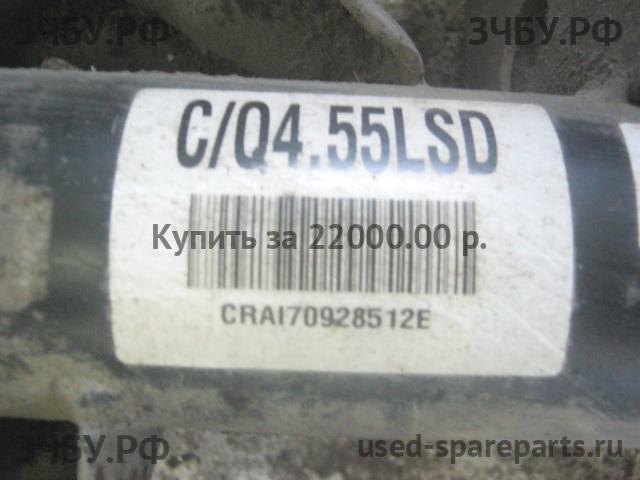 ЗЧБУ.РФ ЗЧБУ.РФ
C/Q4.55LSD
Купить за 22000.00 р.
CRAI70928512E
ЗЧБУ.РФ used-spareparts.ru